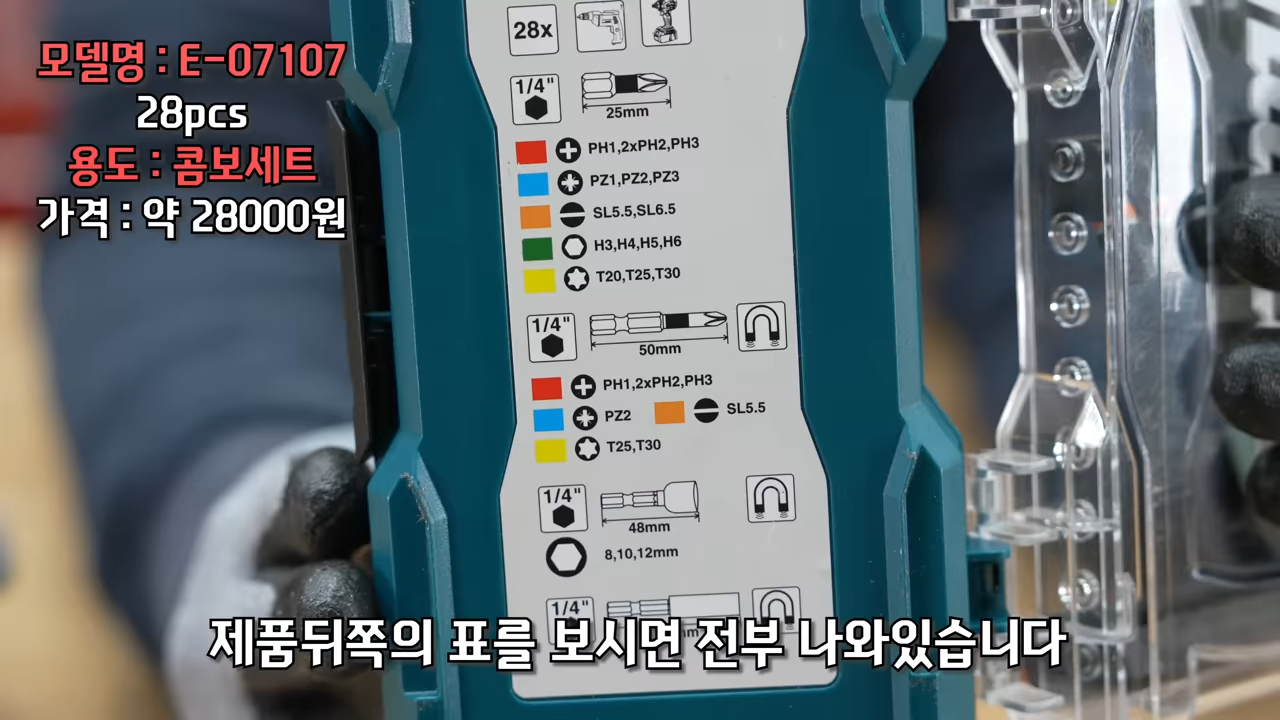 모델명 : E-07107
28pcs
용도 : 콤보세트
가격 : 약 28000원
28x
1/4"
25mm
PH1,2xPH2,PH3
PZ1,PZ2,PZ3
SL5.5,SL6.5
H3,H4,H5,H6
T20,T25,T30
1/4"
50mm
PH1,2xPH2,PH3
PZ2 SL5.5
T25,T30
1/4"
48mm
8,10,12mm
1/4"
제품뒤쪽의 표를 보시면 전부 나와있습니다